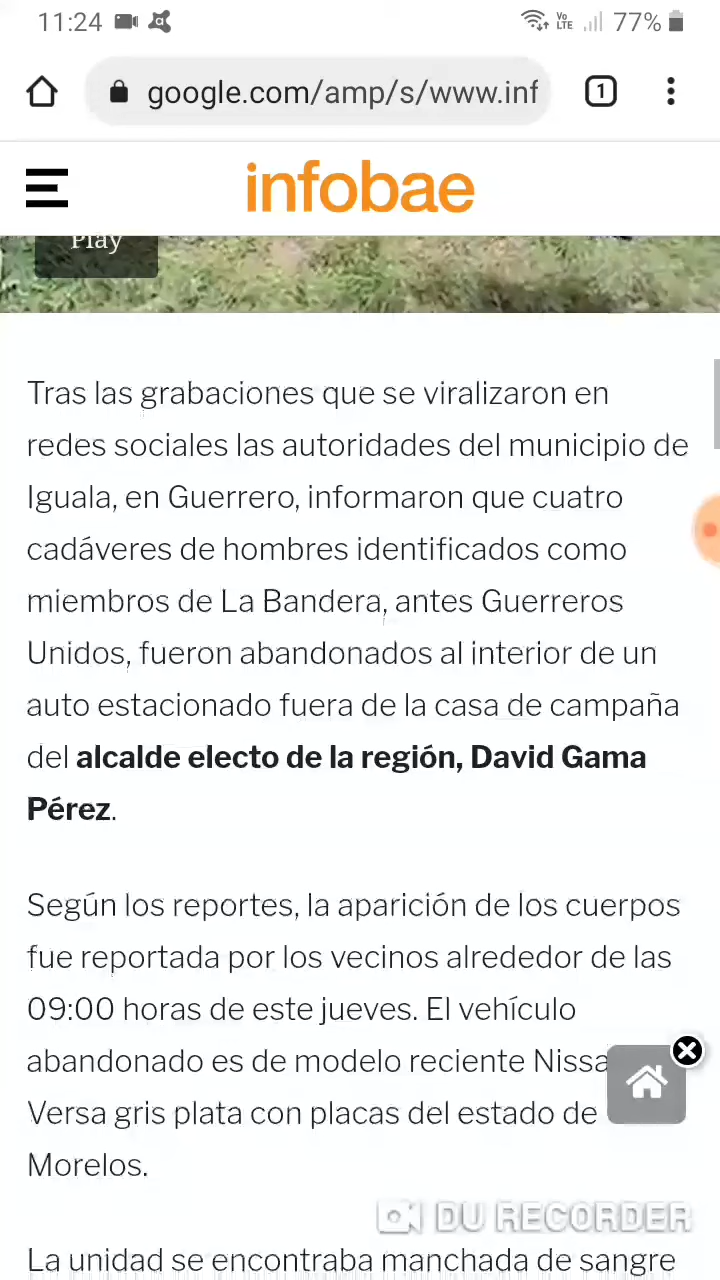 11:24
Vo LTE
77%
google.com/amp/s/www.inf
1
infobae
Play
Tras las grabaciones que se viralizaron en
redes sociales las autoridades del municipio de
Iguala, en Guerrero, informaron que cuatro
cadáveres de hombres identificados como
miembros de La Bandera, antes Guerreros
Unidos, fueron abandonados al interior de un
auto estacionado fuera de la casa de campaña
del alcalde electo de la región, David Gama
Pérez.
Según los reportes, la aparición de los cuerpos
fue reportada por los vecinos alrededor de las
09:00 horas de este jueves. El vehículo
abandonado es de modelo reciente Nissa
Versa gris plata con placas del estado de
Morelos.
DU RECORDER
La unidad se encontraba manchada de sangre